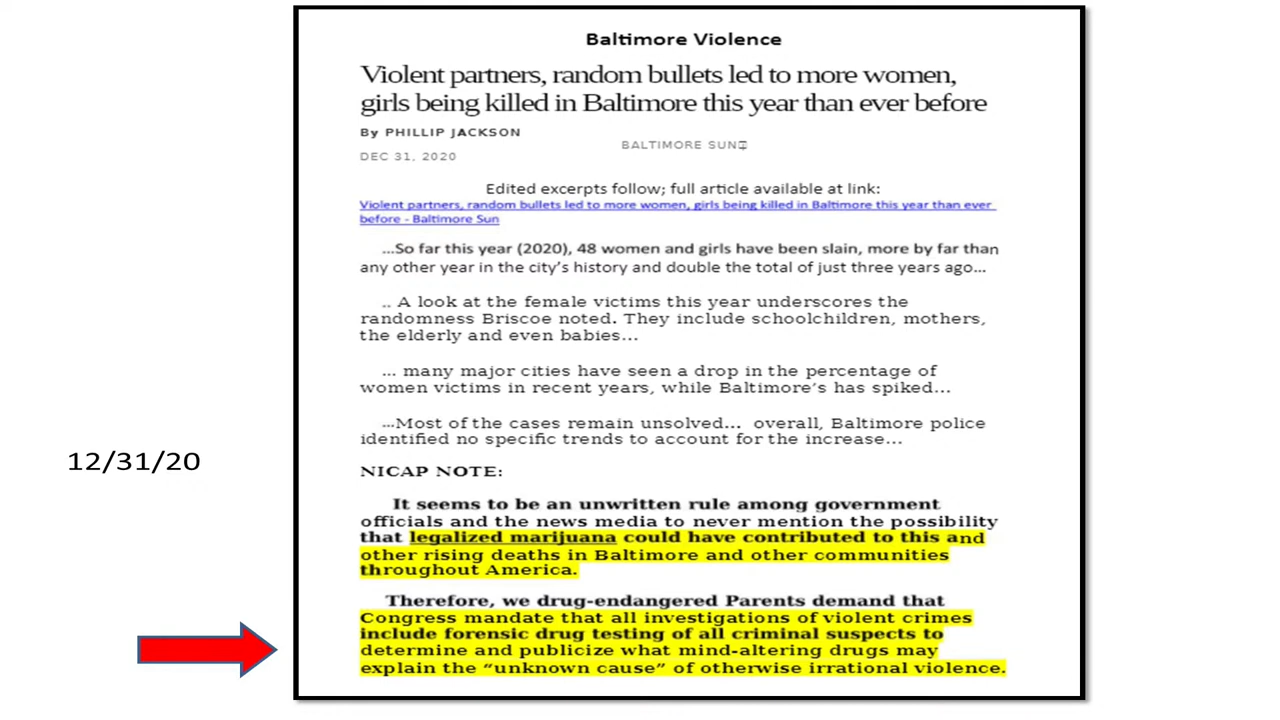 Baltimore Violence
Violent partners, random bullets led to more women,
girls being killed in Baltimore this year than ever before
By PHILLIP JACKSON
BALTIMORE SUN
DEC 31, 2020
Edited excerpts follow; full article available at link:
Violent partners, random bullets led to more women, girls being killed in Baltimore this year than ever
before - Baltimore Sun
...So far this year (2020), 48 women and girls have been slain, more by far than
any other year in the city's history and double the total of just three years ago...
.. A look at the female victims this year underscores the
randomness Briscoe noted. They include schoolchildren, mothers,
the elderly and even babies...
... many major cities have seen a drop in the percentage of
women victims in recent years, while Baltimore's has spiked...
...Most of the cases remain unsolved... overall, Baltimore police
identified no specific trends to account for the increase...
12/31/20
NICAP NOTE:
It seems to be an unwritten rule among government
officials and the news media to never mention the possibility
that legalized marijuana could have contributed to this and
other rising deaths in Baltimore and other communities
throughout America.
Therefore, we drug-endangered Parents demand that
Congress mandate that all investigations of violent crimes
include forensic drug testing of all criminal suspects to
determine and publicize what mind-altering drugs may
explain the "unknown cause" of otherwise irrational violence.